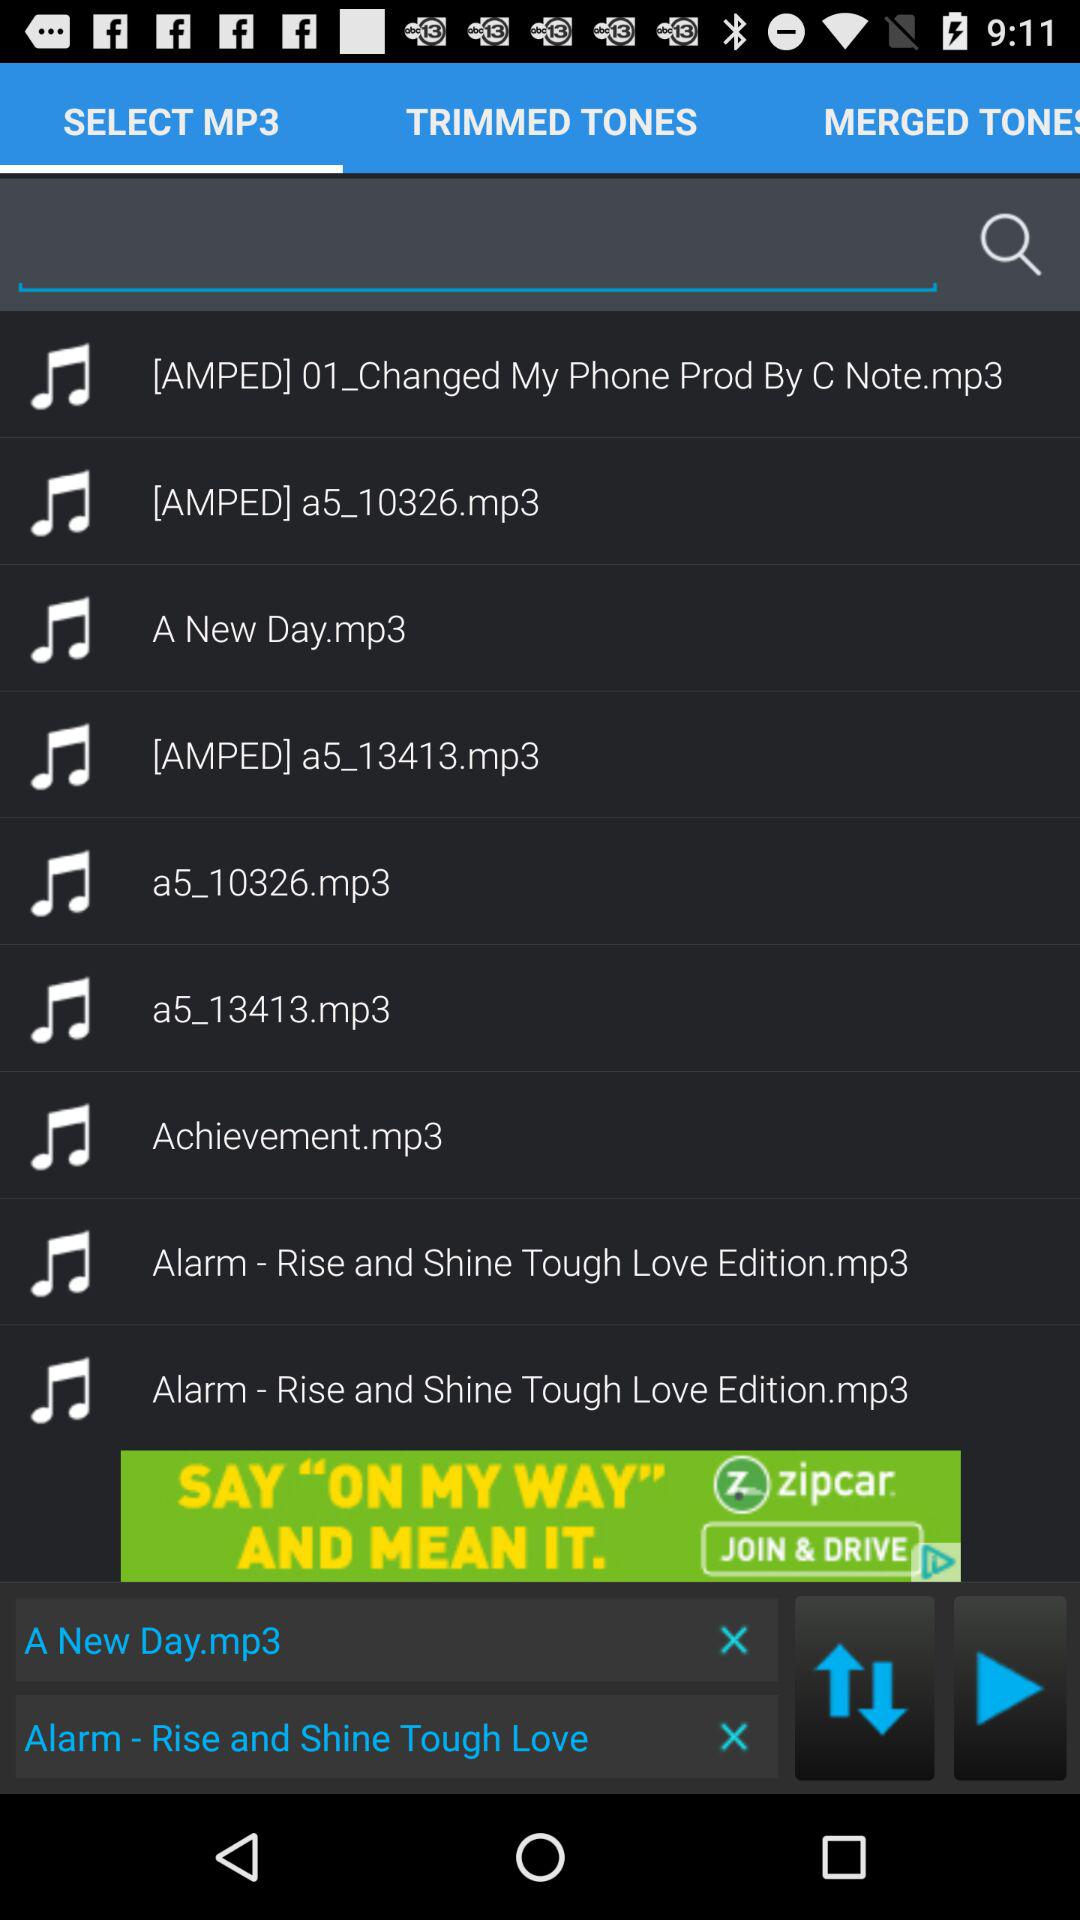 9:11
SELECT MP3 TRIMMED TONES MERGED TONES
[AMPED] 01_Changed My Phone Prod By C Note.mp3
[AMPED] a5_10326.mp3
A New Day.mp3
[AMPED] a5_13413.mp3
a5_10326.mp3
a5_13413.mp3
Achievement.mp3
Alarm - Rise and Shine Tough Love Edition.mp3
Alarm - Rise and Shine Tough Love Edition.mp3
SAY “ON MY WAY”
AND MEAN IT.
zipcar.
JOIN & DRIVE
A New Day.mp3
Alarm - Rise and Shine Tough Love